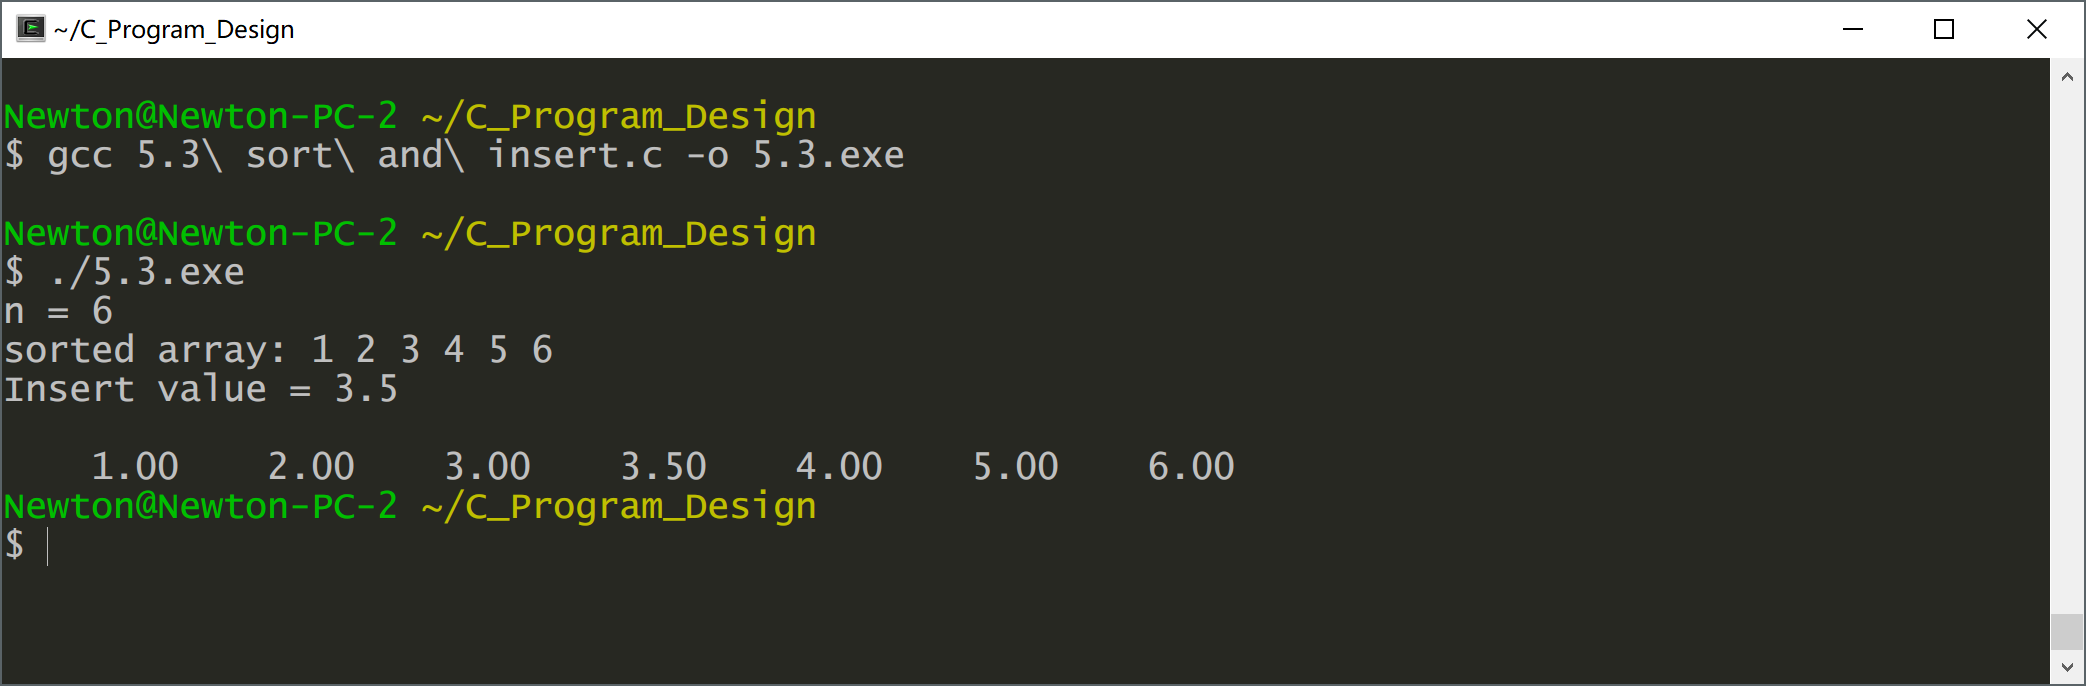 ~/C_Program_Design
Newton@Newton-PC-2 ~/C_Program_Design
$ gcc 5.3\ sort\ and\ insert.c -o 5.3.exe
Newton@Newton-PC-2 ~/C_Program_Design
$ ./5.3.exe
n = 6
sorted array: 1 2 3 4 5 6
Insert value = 3.5
    1.00    2.00    3.00    3.50    4.00    5.00    6.00
Newton@Newton-PC-2 ~/C_Program_Design
$